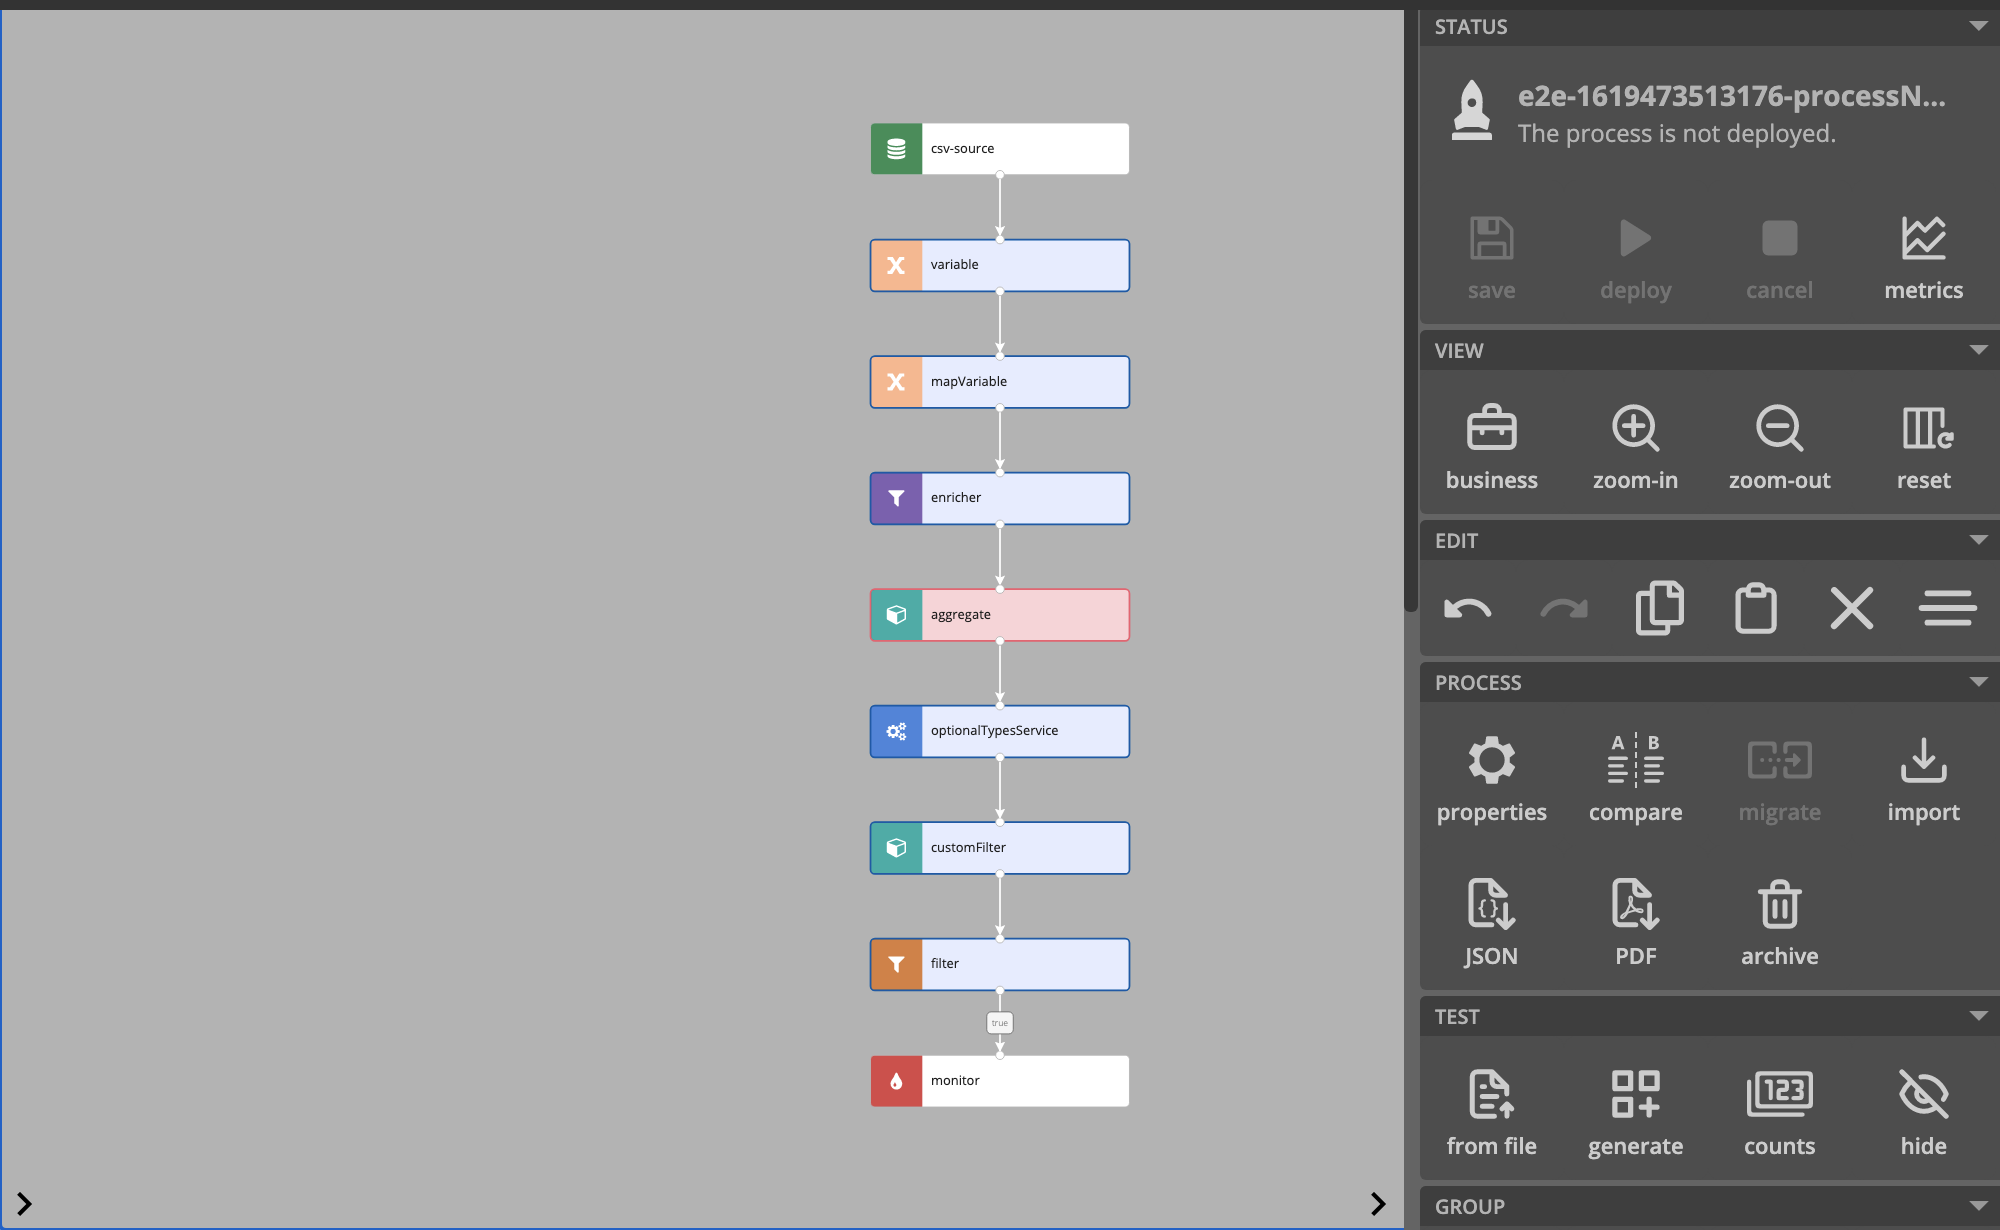 csv-source
variable
mapVariable
enricher
aggregate
optionalTypesService
customFilter
filter
true
monitor
STATUS
e2e-1619473513176-processN...
The process is not deployed.
save deploy cancel metrics
VIEW
business zoom-in zoom-out reset
EDIT
PROCESS
A B
properties compare migrate import
{}
JSON PDF archive
TEST
123
from file generate counts hide
GROUP